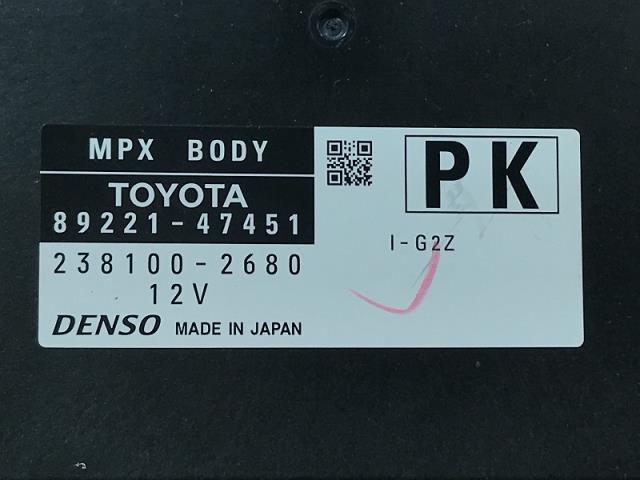 MPX BODY
TOYOTA
89221-47451
238100-2680
12V
DENSO MADE IN JAPAN
PK
I-G2Z